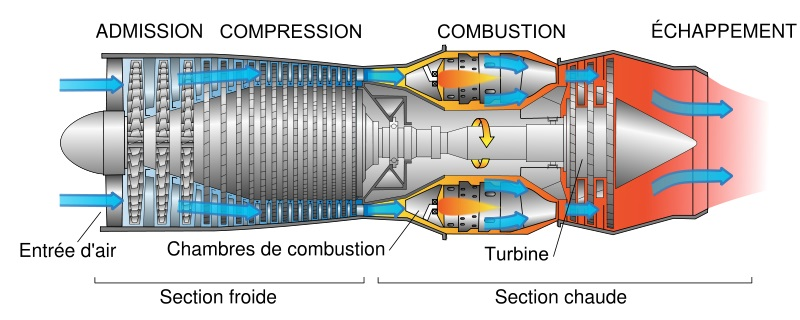 ADMISSION
COMPRESSION
COMBUSTION
ÉCHAPPEMENT
Entrée d'air
Chambres de combustion
Turbine
Section froide
Section chaude